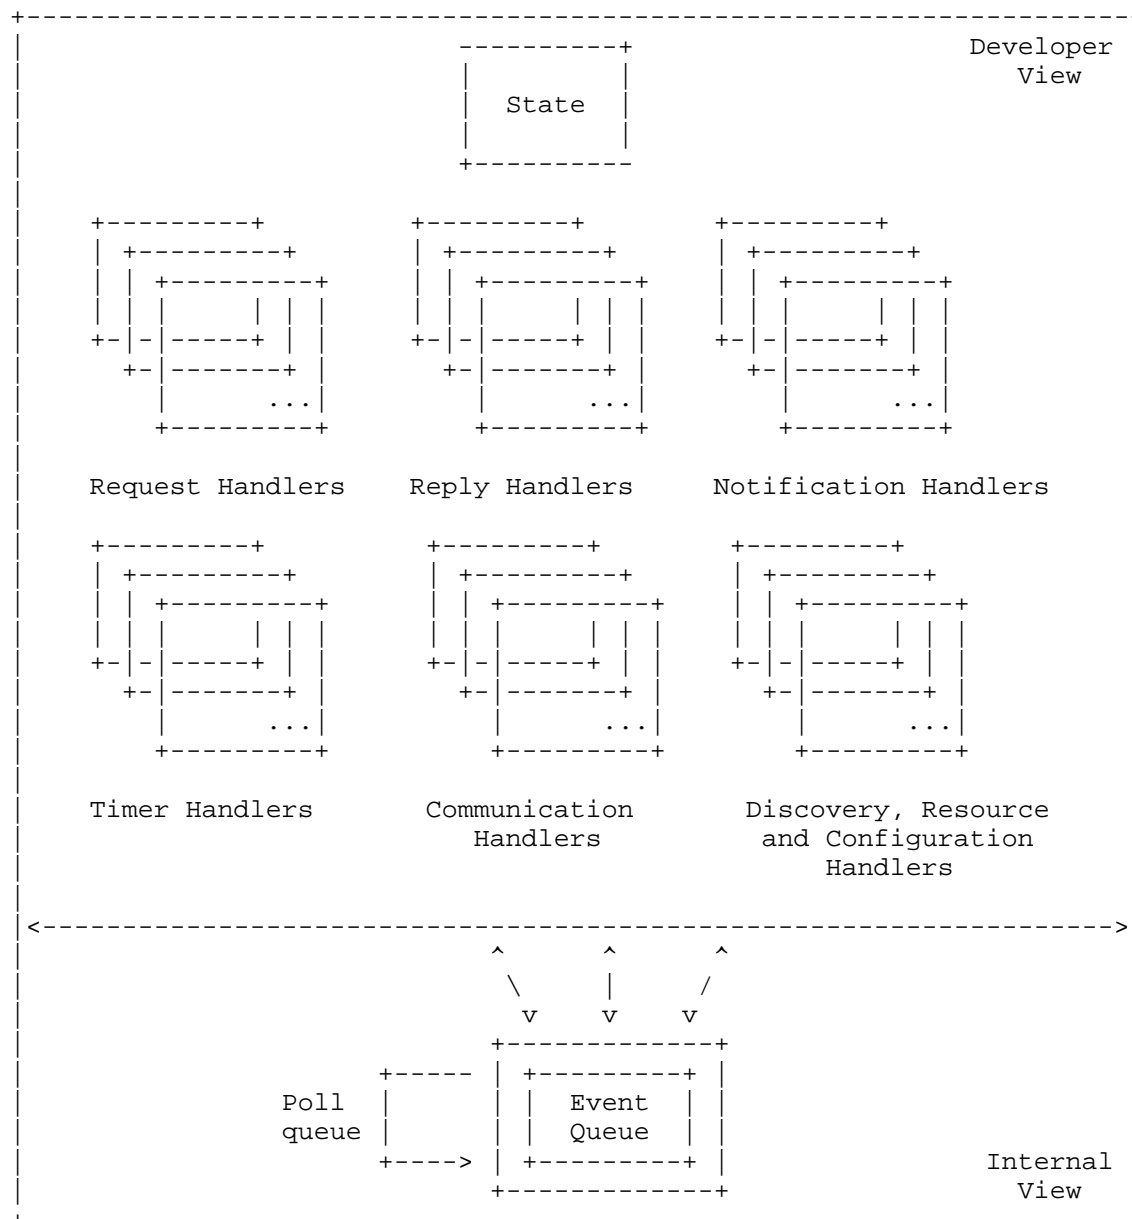 Developer
View
State
...
...
...
Request Handlers
Reply Handlers
Notification Handlers
...
...
...
Timer Handlers
Communication
Handlers
Discovery, Resource
and Configuration
Handlers
Poll
queue
Event
Queue
Internal
View